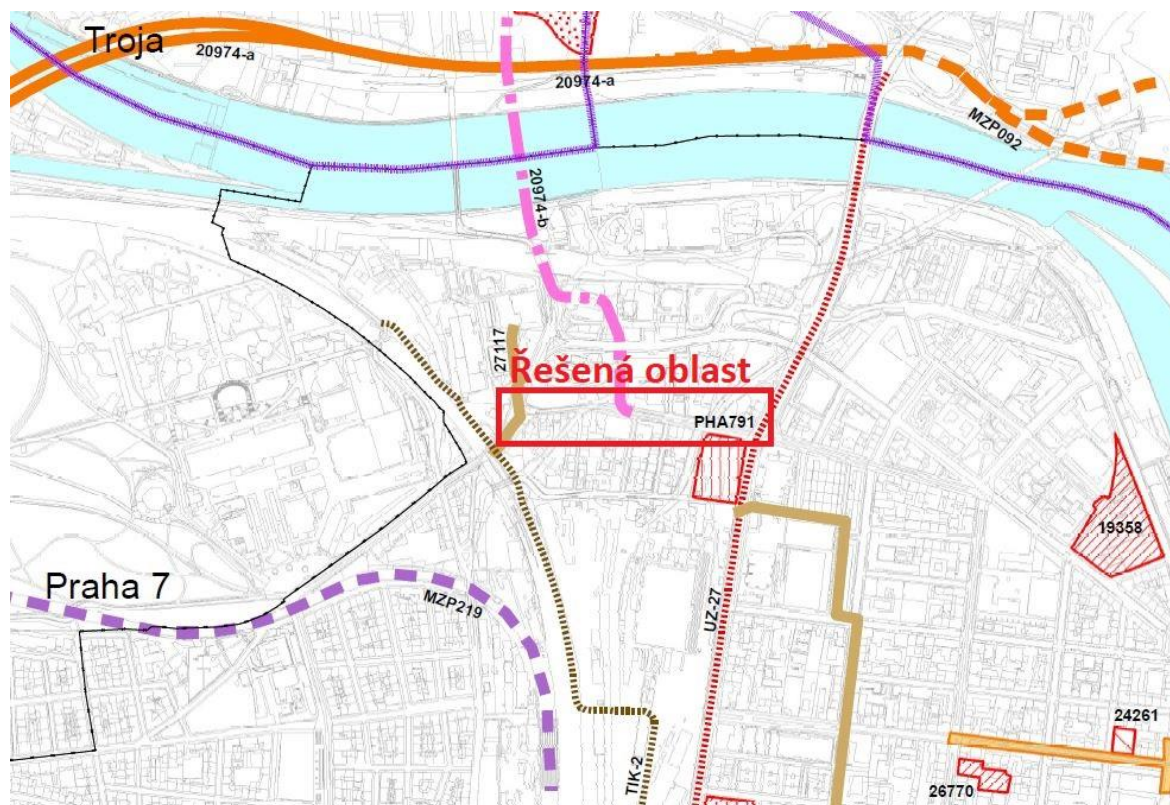 Troja
20974-a
20974-a
MZP092
20974-b
27117
Řešená oblast
PHA791
19358
Praha 7
MZP219
UZ-27
TIK-2
24261
26770